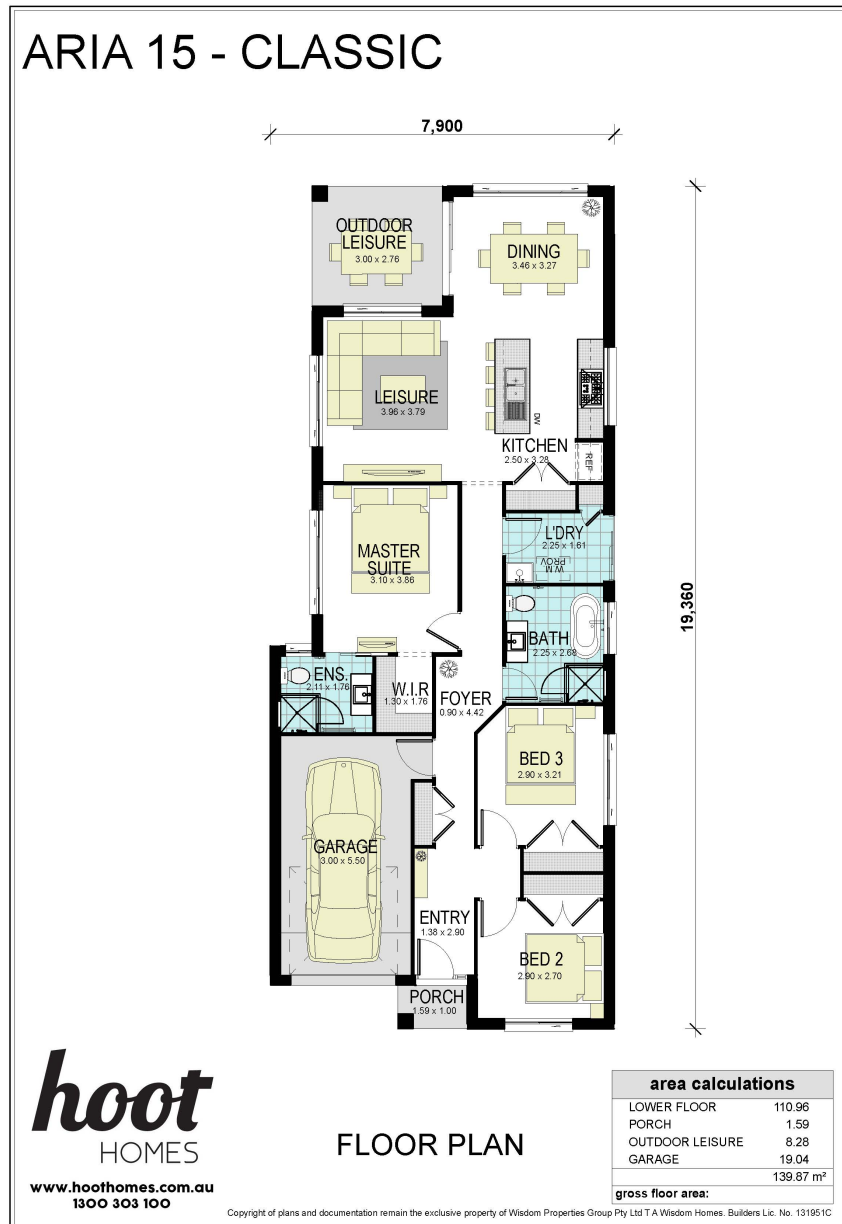 ARIA 15 - CLASSIC
7,900
OUTDOOR
LEISURE
3.00 x 2.76
DINING
3.46 x 3.27
LEISURE
3.96 x 3.79
DW
KITCHEN
2.50 x 3.28
REF
L'DRY
2.25 x 1.61
W.M
PROV
MASTER
SUITE
3.10 x 3.86
19,360
BATH
2.25 x 2.68
ENS.
2.11 x 1.76
W.I.R
1.30 x 1.76
FOYER
0.90 x 4.42
BED 3
2.90 x 3.21
GARAGE
3.00 x 5.50
ENTRY
1.38 x 2.90
BED 2
2.90 x 2.70
PORCH
1.59 x 1.00
hoot
HOMES
www.hoothomes.com.au
1300 303 100
FLOOR PLAN
area calculations
LOWER FLOOR 110.96
PORCH 1.59
OUTDOOR LEISURE 8.28
GARAGE 19.04
139.87 m²
gross floor area:
Copyright of plans and documentation remain the exclusive property of Wisdom Properties Group Pty Ltd T A Wisdom Homes. Builders Lic. No. 131951C